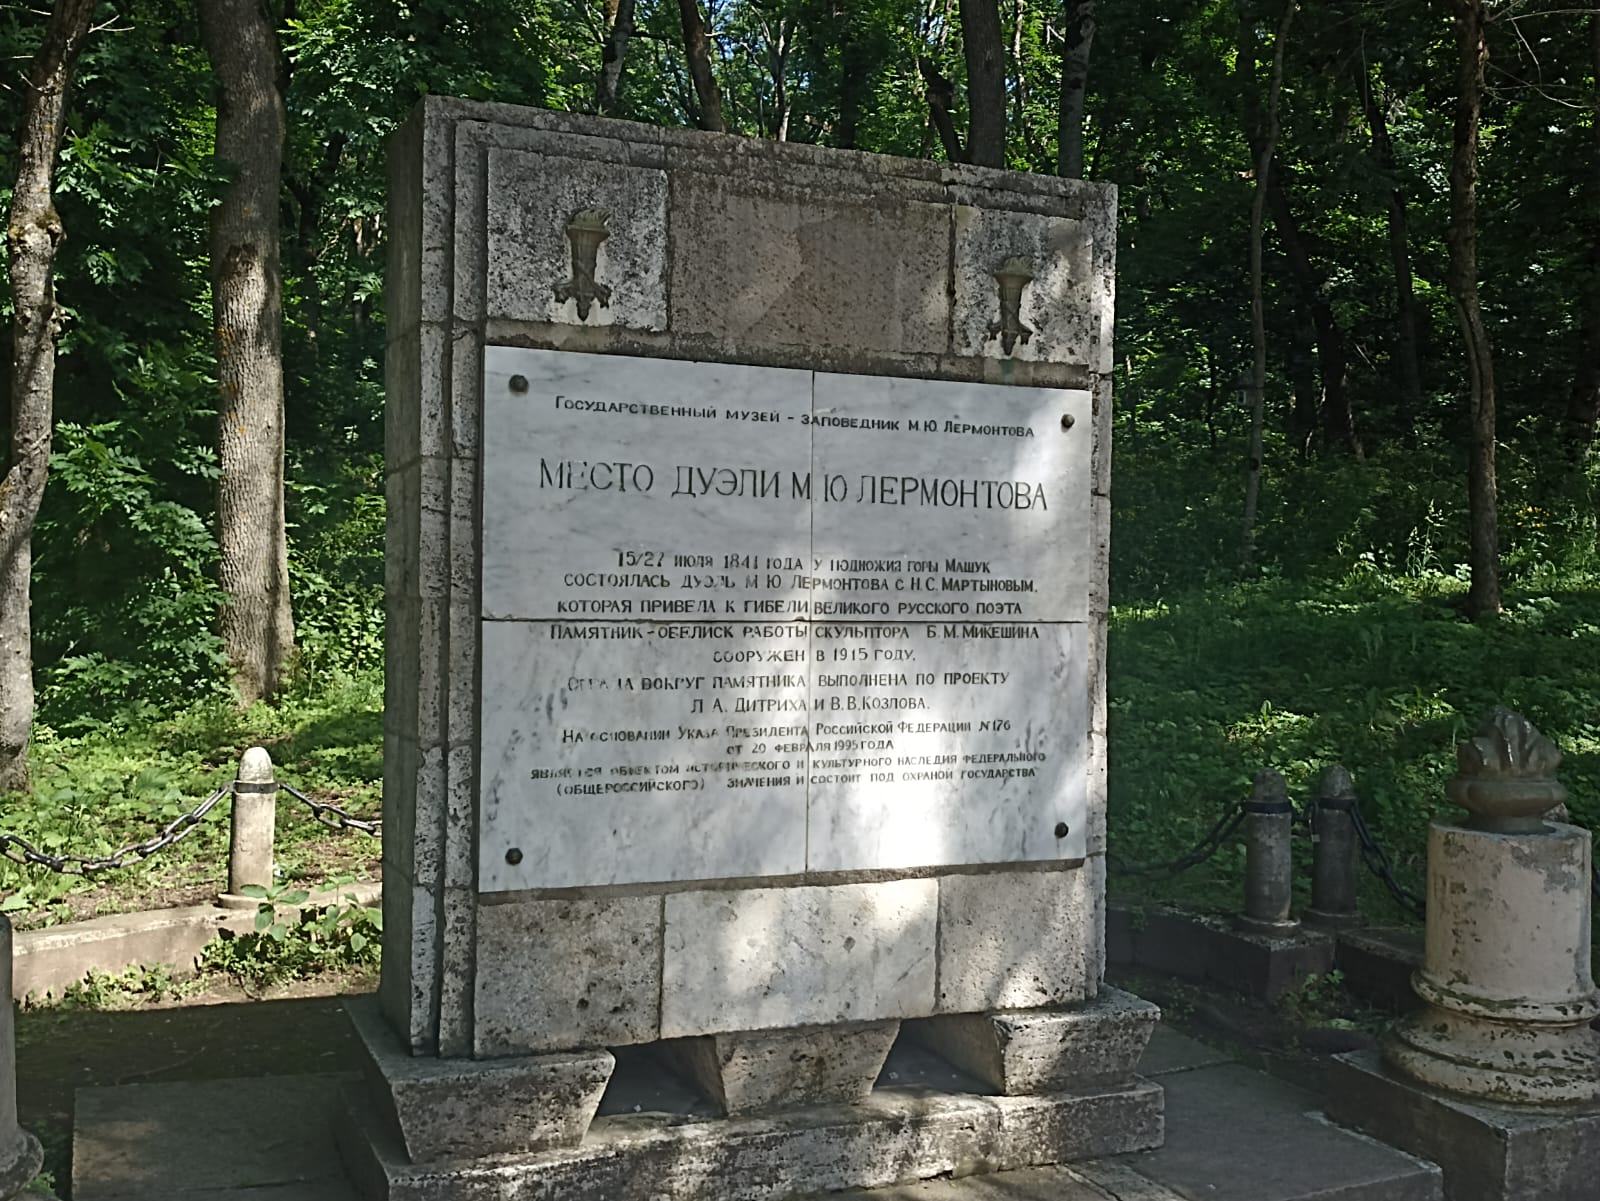 Государственный музей - заповедник М.Ю. Лермонтова
Место дуэли М.Ю Лермонтова
15/27 июля 1841 года у подножия горы Машук
состоялась дуэль М Ю Лермонтова с Н.С. Мартыновым,
которая привела к гибели великого русского поэта
Памятник-обелиск работы скульптора Б.М. Микешина
сооружен в 1915 году.
ограда вокруг памятника выполнена по проекту
Л А. Дитриха и В.В. Козлова.
На основании Указа Президента Российской Федерации №176
от 20 февраля 1995 года
является объектом исторического и культурного наследия федерального
(общероссийского) значения и состоит под охраной государства